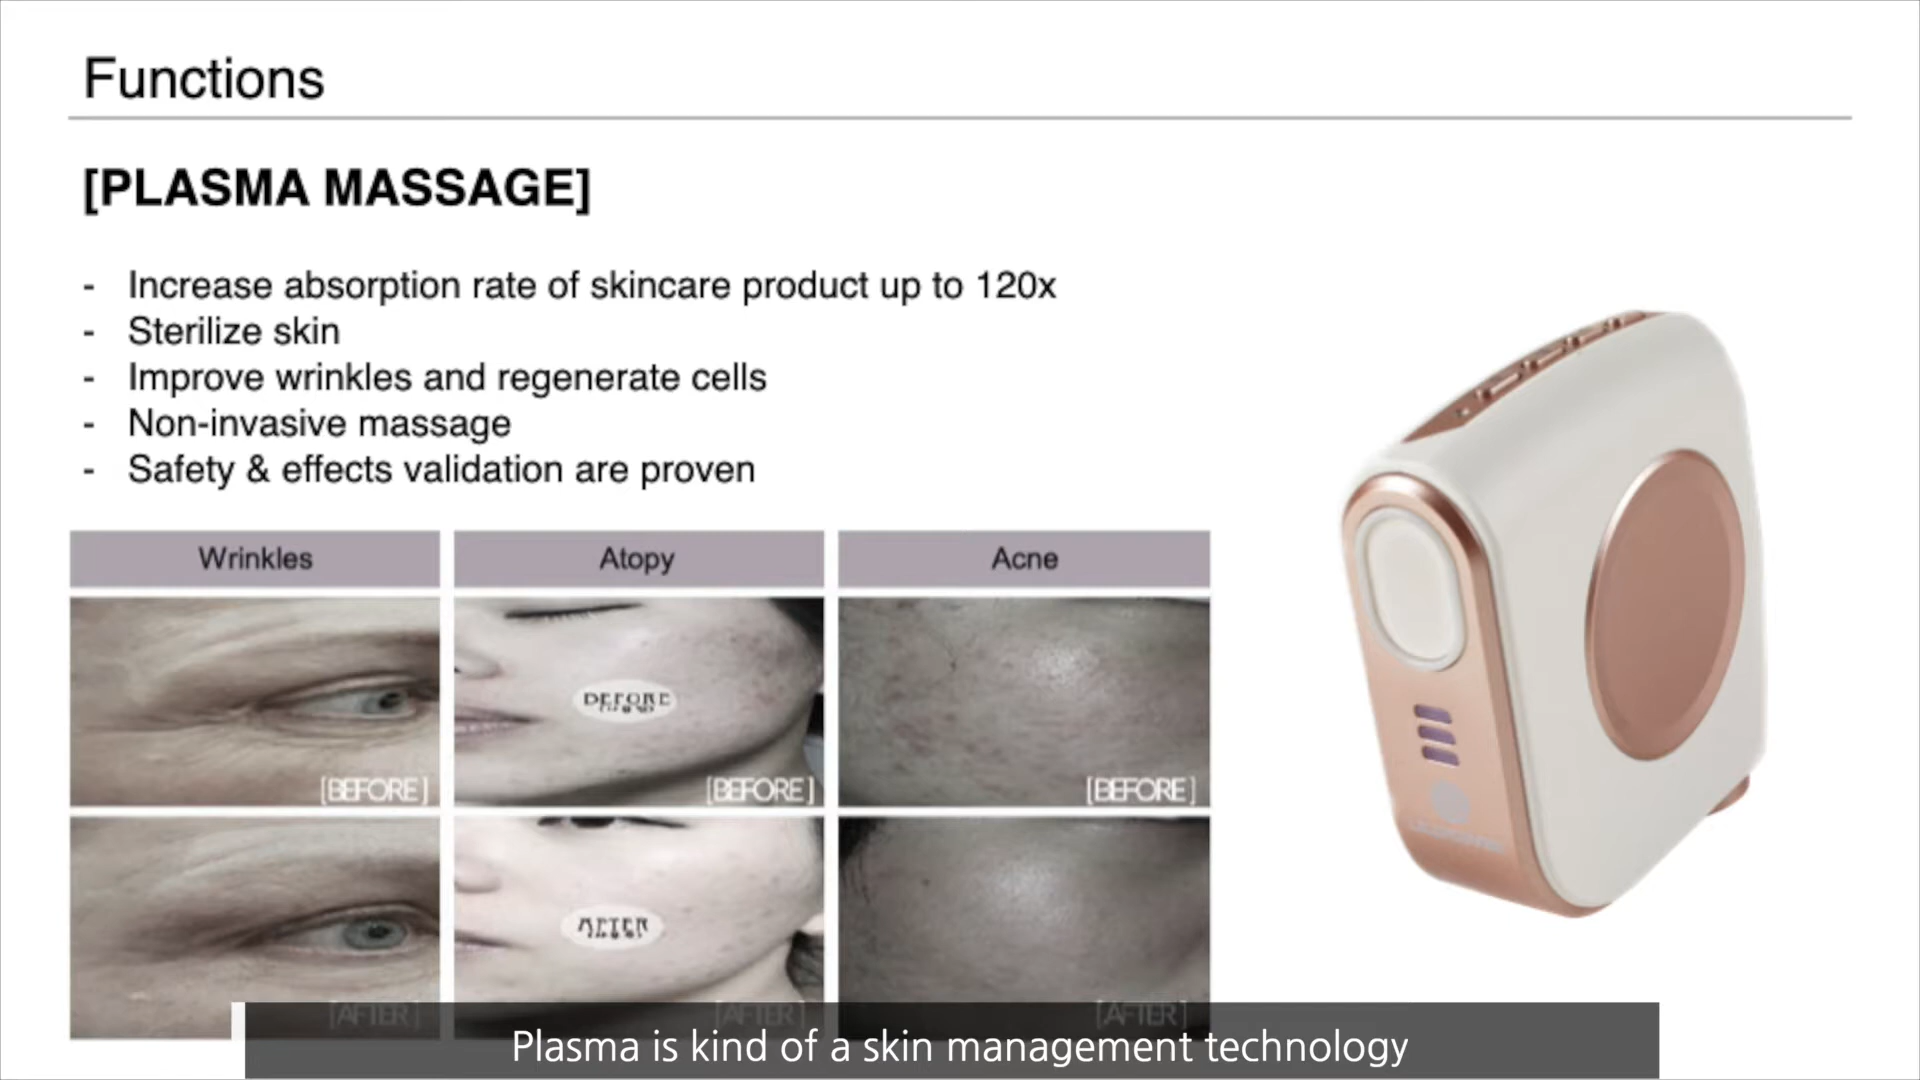 Functions
[PLASMA MASSAGE]
- Increase absorption rate of skincare product up to 120x
- Sterilize skin
- Improve wrinkles and regenerate cells
- Non-invasive massage
- Safety & effects validation are proven
Wrinkles
Atopy
Acne
BEFORE
[BEFORE]
[BEFORE]
[BEFORE]
AFTER
[AFTER]
[AFTER]
[AFTER]
Plasma is kind of a skin management technology